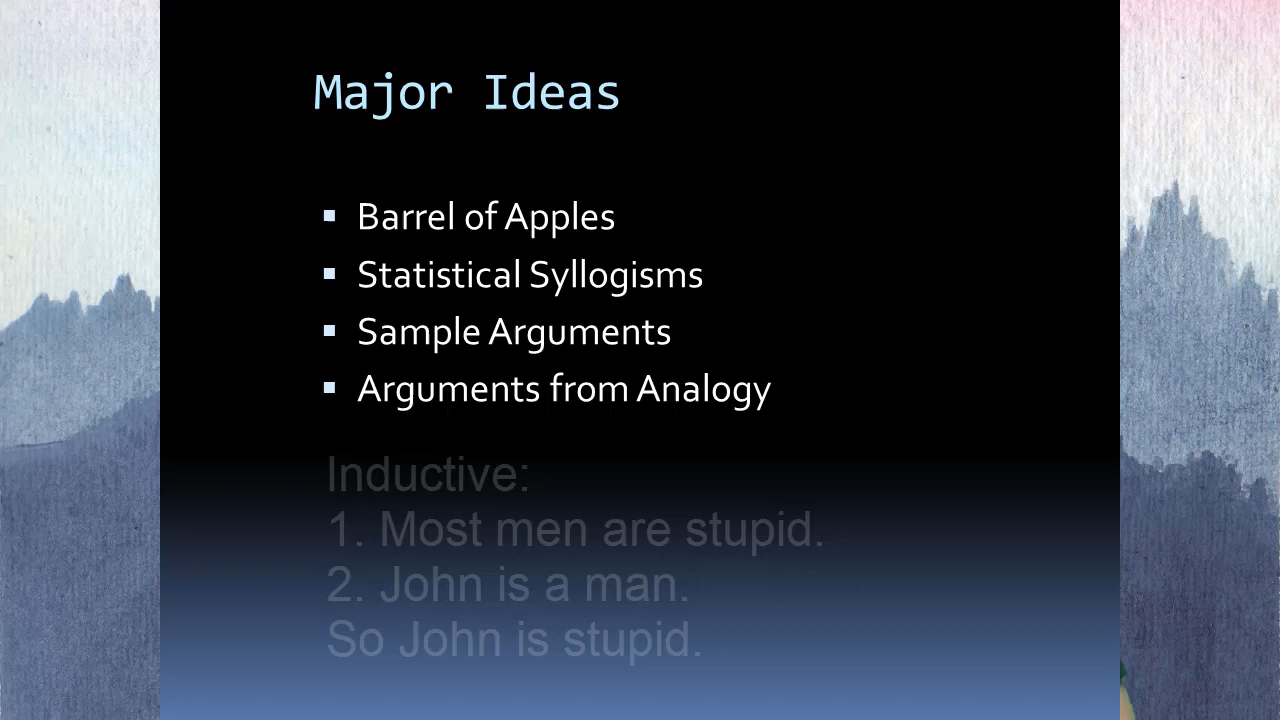 Major Ideas
Barrel of Apples
Statistical Syllogisms
Sample Arguments
Arguments from Analogy
Inductive:
1. Most men are stupid.
2. John is a man.
So John is stupid.